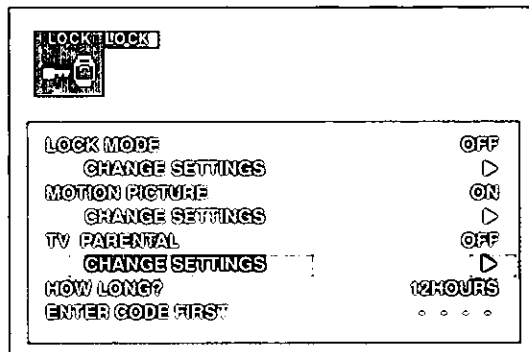 LOCK LOCK
LOCK MODE OFF
CHANGE SETTINGS ▷
MOTION PICTURE ON
CHANGE SETTINGS ▷
TV PARENTAL OFF
CHANGE SETTINGS ▷
HOW LONG? 12HOURS
ENTER CODE FIRST - - - -